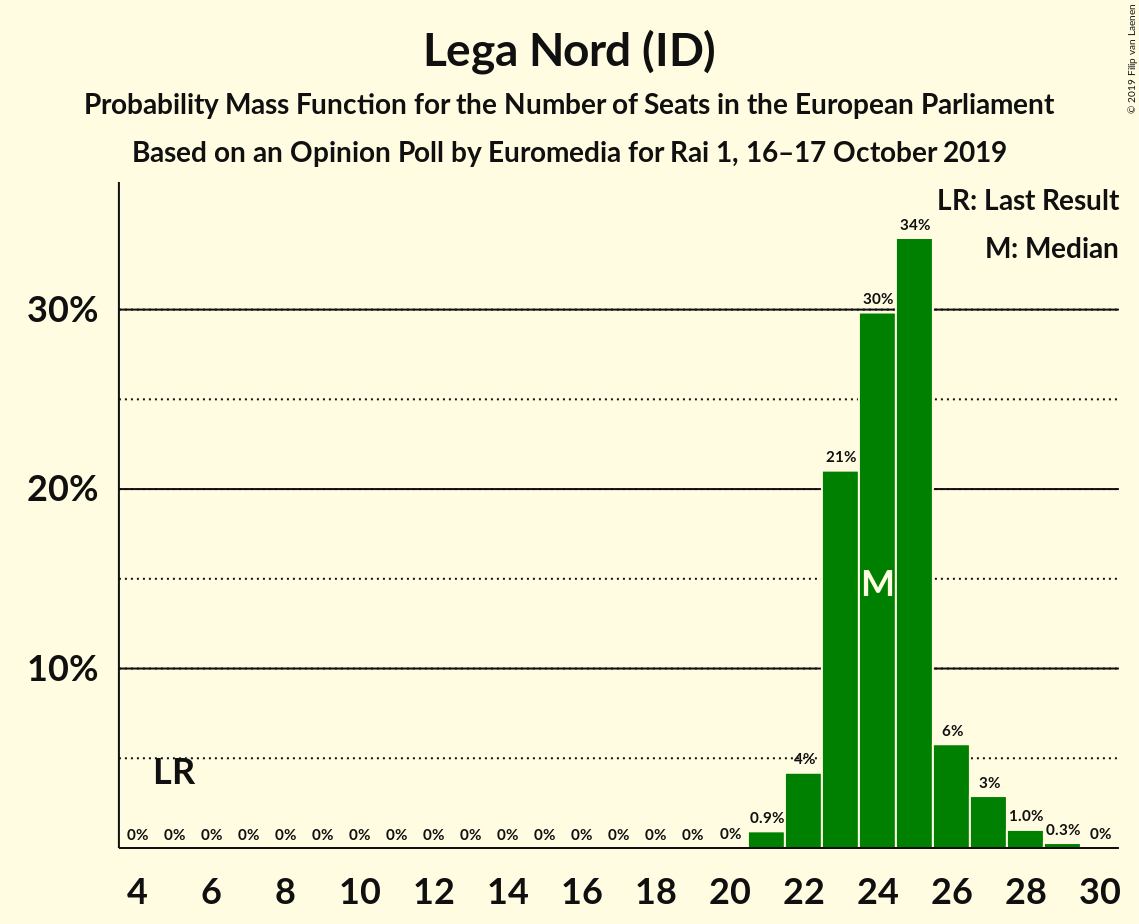 Lega Nord (ID)
Probability Mass Function for the Number of Seats in the European Parliament
Based on an Opinion Poll by Euromedia for Rai 1, 16–17 October 2019
© 2019 Filip van Laenen
LR: Last Result
M: Median
34%
30%
30%
21%
20%
M
10%
6%
4%
LR
3%
0% 0% 0% 0% 0% 0% 0% 0% 0% 0% 0% 0% 0% 0% 0% 0% 0% 0.9% 1.0% 0.3% 0%
4 6 8 10 12 14 16 18 20 22 24 26 28 30